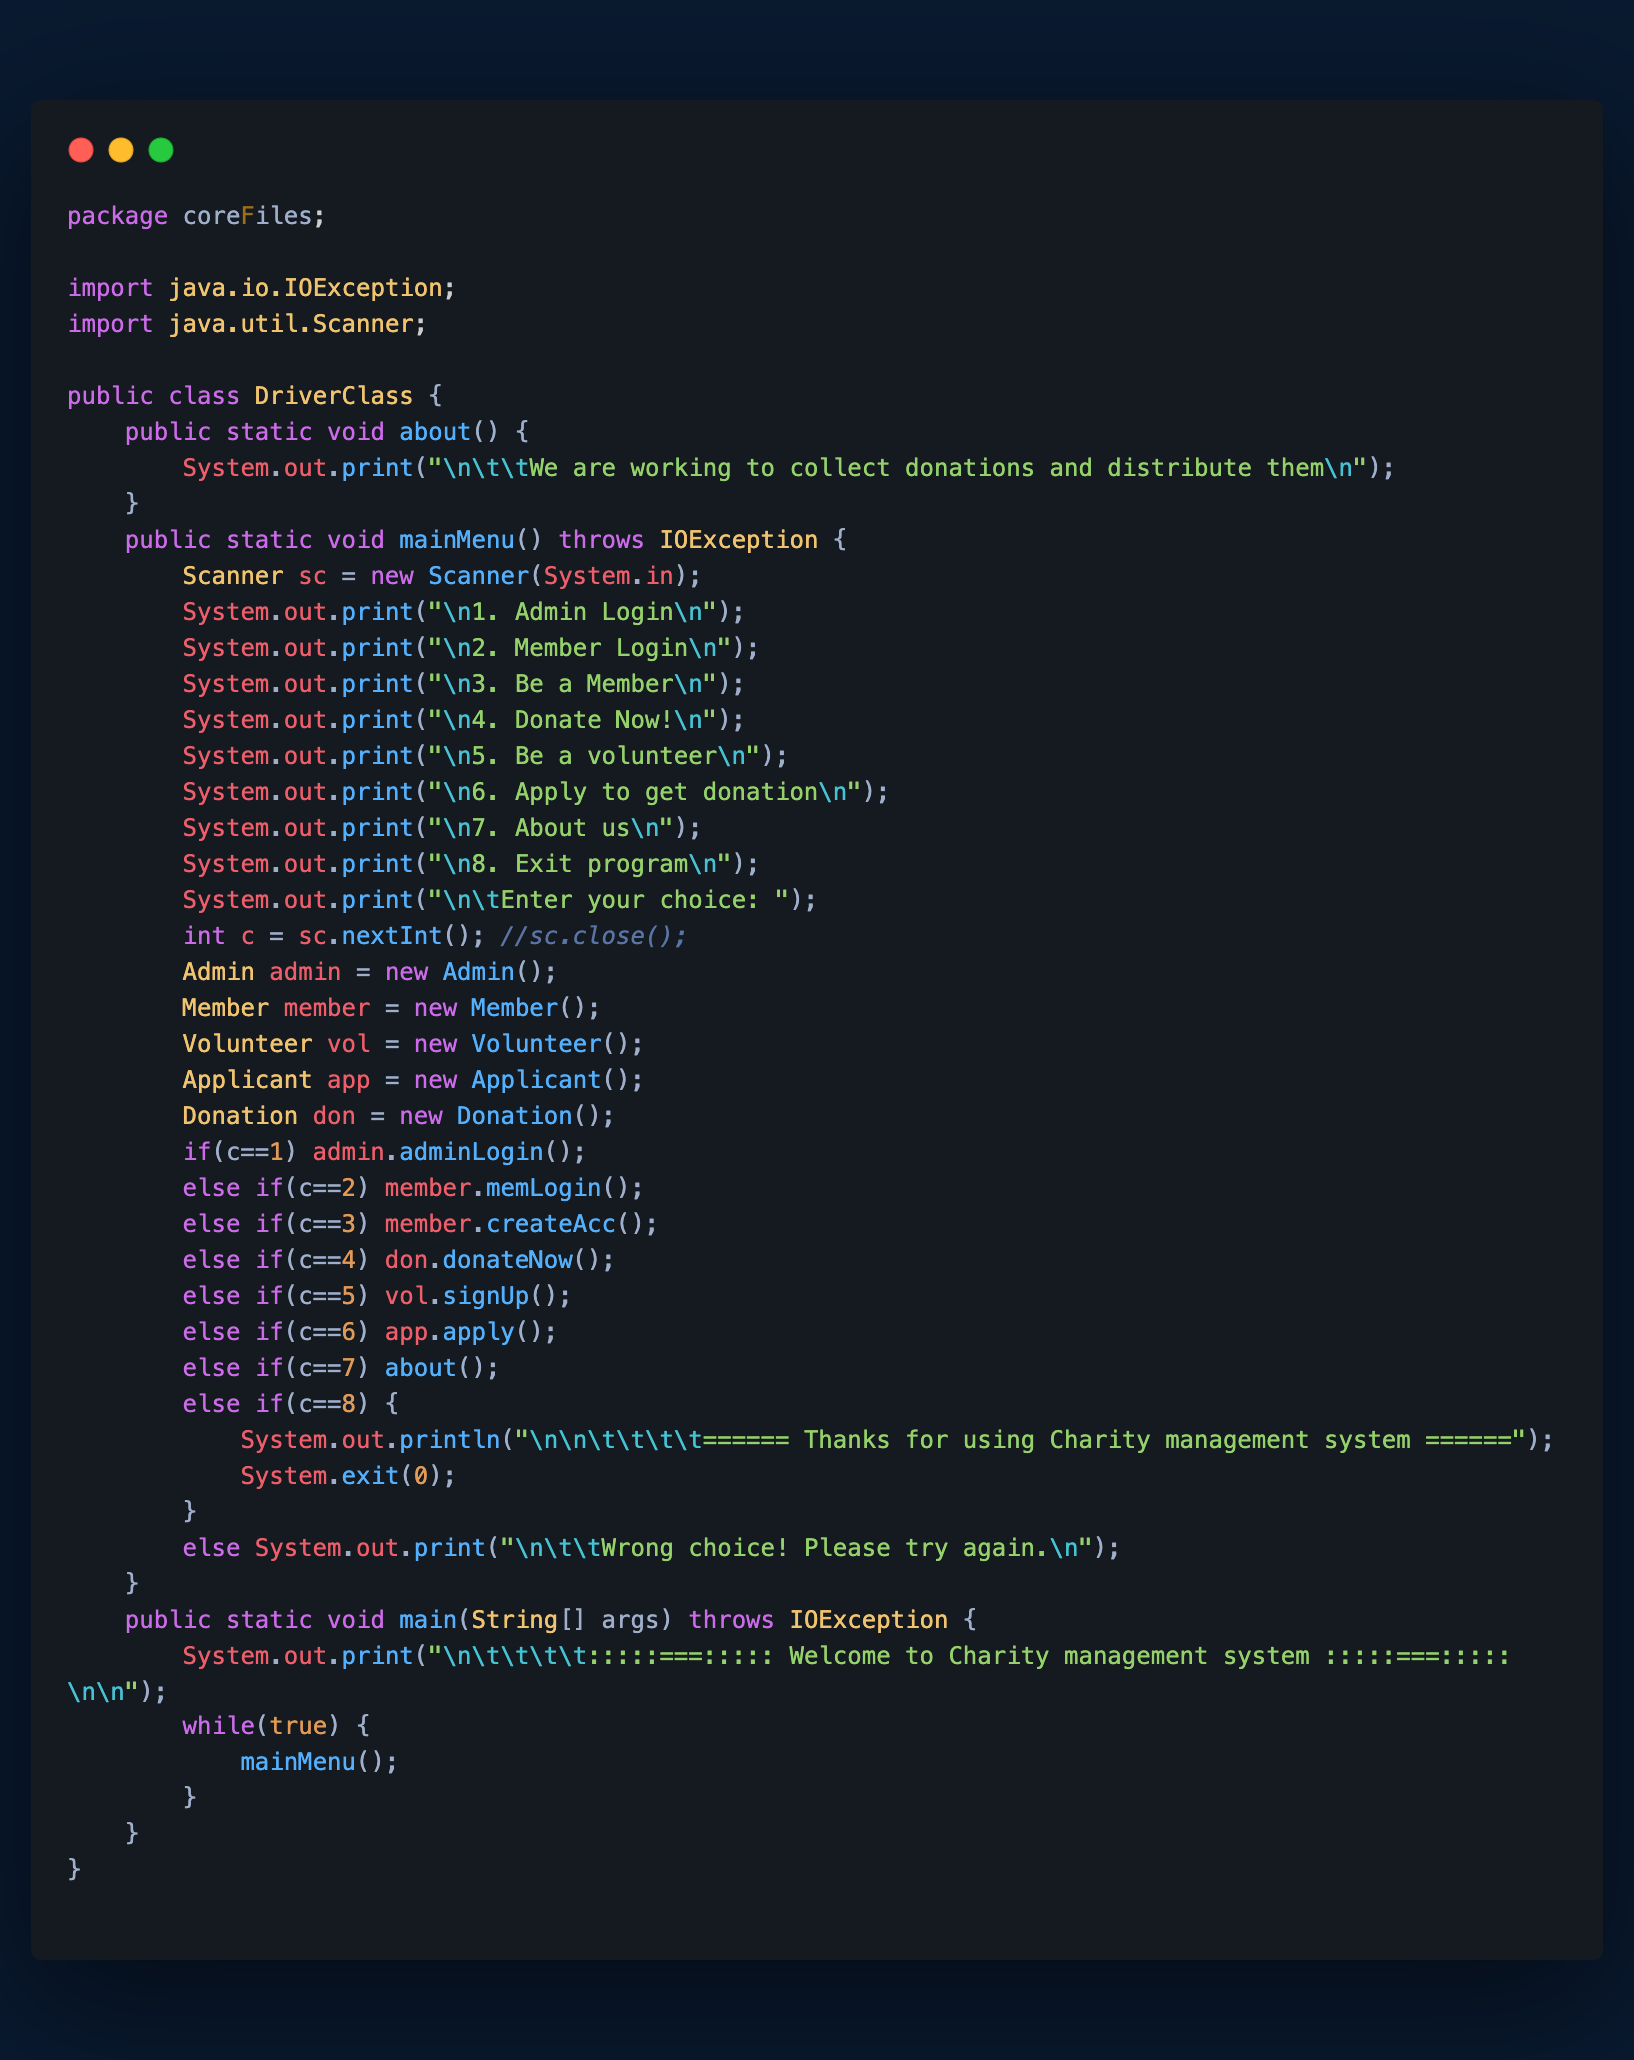 package coreFiles;

import java.io.IOException;
import java.util.Scanner;

public class DriverClass {
    public static void about() {
        System.out.print("\n\t\tWe are working to collect donations and distribute them\n");
    }
    public static void mainMenu() throws IOException {
        Scanner sc = new Scanner(System.in);
        System.out.print("\n1. Admin Login\n");
        System.out.print("\n2. Member Login\n");
        System.out.print("\n3. Be a Member\n");
        System.out.print("\n4. Donate Now!\n");
        System.out.print("\n5. Be a volunteer\n");
        System.out.print("\n6. Apply to get donation\n");
        System.out.print("\n7. About us\n");
        System.out.print("\n8. Exit program\n");
        System.out.print("\n\tEnter your choice: ");
        int c = sc.nextInt(); //sc.close();
        Admin admin = new Admin();
        Member member = new Member();
        Volunteer vol = new Volunteer();
        Applicant app = new Applicant();
        Donation don = new Donation();
        if(c==1) admin.adminLogin();
        else if(c==2) member.memLogin();
        else if(c==3) member.createAcc();
        else if(c==4) don.donateNow();
        else if(c==5) vol.signUp();
        else if(c==6) app.apply();
        else if(c==7) about();
        else if(c==8) {
            System.out.println("\n\n\t\t\t\t====== Thanks for using Charity management system ======");
            System.exit(0);
        }
        else System.out.print("\n\t\tWrong choice! Please try again.\n");
    }
    public static void main(String[] args) throws IOException {
        System.out.print("\n\t\t\t\t:::::===::::: Welcome to Charity management system :::::===:::::
\n\n");
        while(true) {
            mainMenu();
        }
    }
}